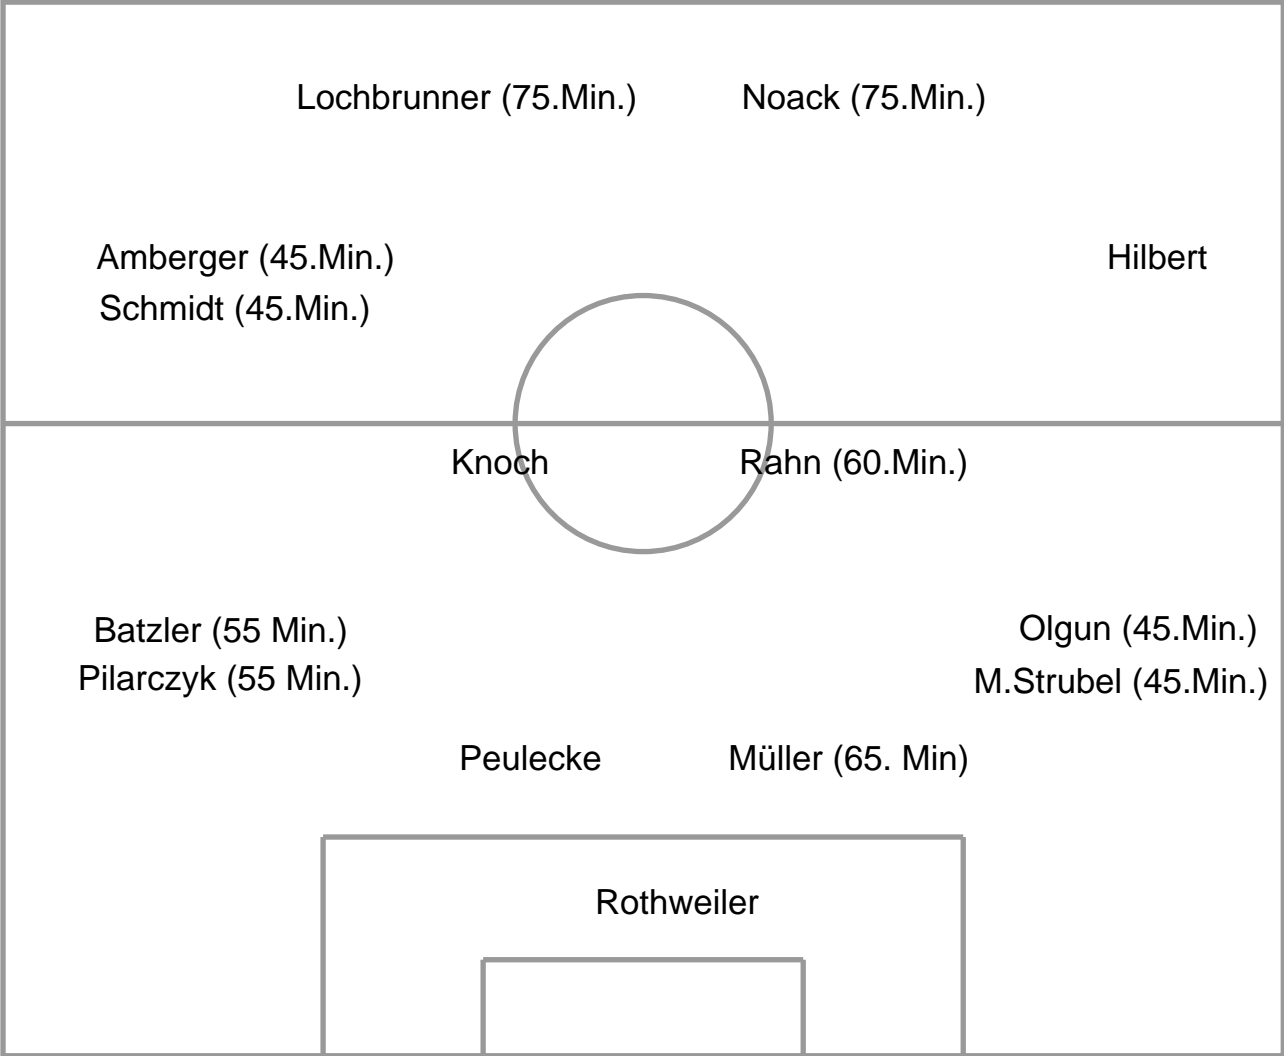 Lochbrunner (75.Min.) Noack (75.Min.)
Amberger (45.Min.) Hilbert
Schmidt (45.Min.)
Knoch Rahn (60.Min.)
Batzler (55 Min.) Olgun (45.Min.)
Pilarczyk (55 Min.) M.Strubel (45.Min.)
Peulecke Müller (65. Min)
Rothweiler